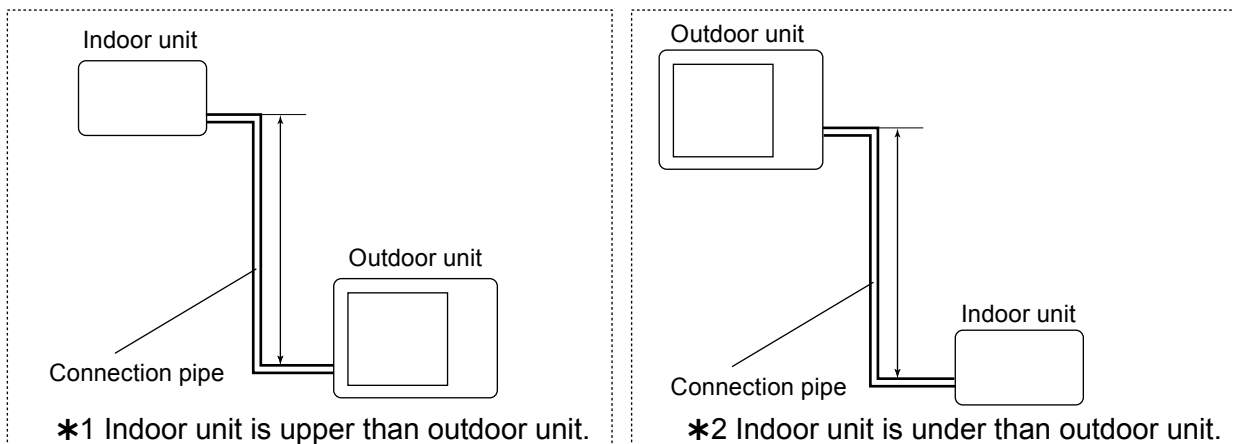 Indoor unit
Outdoor unit
Connection pipe
*1 Indoor unit is upper than outdoor unit.
Outdoor unit
Indoor unit
Connection pipe
*2 Indoor unit is under than outdoor unit.